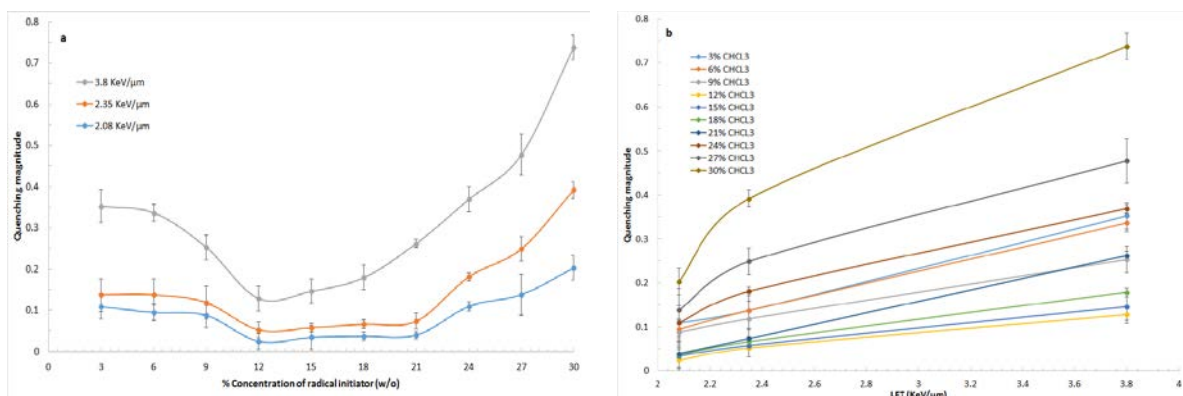 a
Quenching magnitude
0.8
0.7
0.6
0.5
0.4
0.3
0.2
0.1
0
3.8 KeV/µm
2.35 KeV/µm
2.08 KeV/µm
3 6 9 12 15 18 21 24 27 30
% Concentration of radical initiator (w/o)
b
Quenching magnitude
0.8
0.7
0.6
0.5
0.4
0.3
0.2
0.1
0
3% CHCL3
6% CHCL3
9% CHCL3
12% CHCL3
15% CHCL3
18% CHCL3
21% CHCL3
24% CHCL3
27% CHCL3
30% CHCL3
2 2.2 2.4 2.6 2.8 3 3.2 3.4 3.6 3.8 4
LET (KeV/µm)